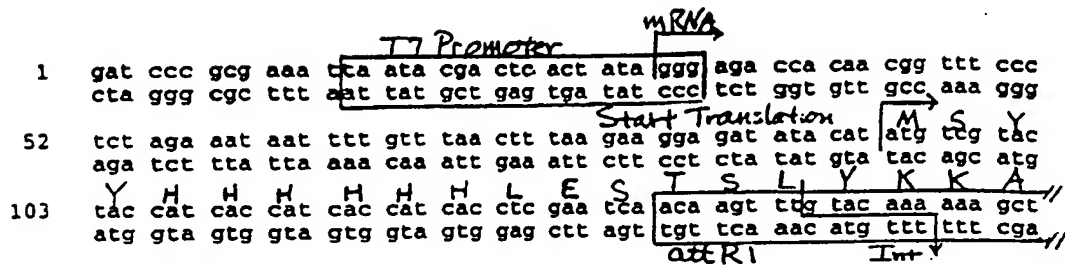 mRNA
T7 Promoter
1 gat ccc gcg aaa ttaa ata cga ctc act ata ggg aga cca caa cgg ttt ccc
cta ggg cgc ttt aatt tat gct gag tga tat ccc tct ggt gtt gcc aaa ggg
Start Translation M S Y
52 tct aga aat aat ttt gtt taa ctt taa gaa gga gat ata cat atg tcg tac
aga tct tta tta aaa caa att gaa att ctt cct cta tat gta tac agc atg
Y H H H H H H L E S T S L Y K K A
103 tac cat cac cat cac cat cac ctc gaa tca aca agt ttg tac aaa aaa gct
atg gta gtg gta gtg gta gtg gag ctt agt tgt tca aac atg ttt ttt cga
attR1 Int